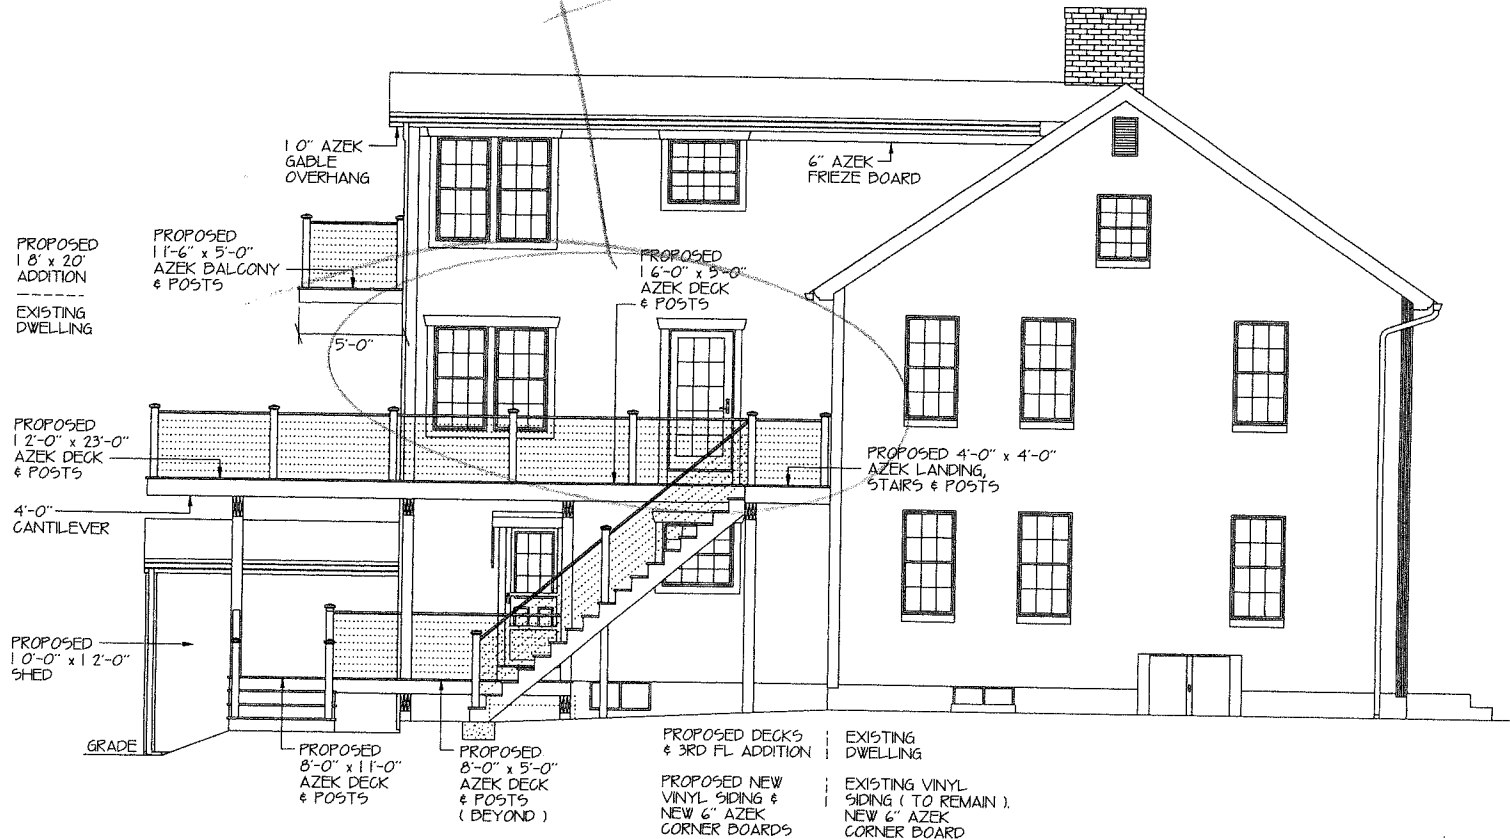 1 0" AZEK
GABLE
OVERHANG
6" AZEK
FRIEZE BOARD
PROPOSED
1 8' x 20'
ADDITION
EXISTING
DWELLING
PROPOSED
1 1'-6" x 5'-0"
AZEK BALCONY
& POSTS
PROPOSED
1 6'-0" x 5'-0"
AZEK DECK
& POSTS
5'-0"
PROPOSED
1 2'-0" x 23'-0"
AZEK DECK
& POSTS
4'-0"
CANTILEVER
PROPOSED 4'-0" x 4'-0"
AZEK LANDING,
STAIRS & POSTS
PROPOSED
1 0'-0" x 1 2'-0"
SHED
GRADE
PROPOSED
8'-0" x 1 1'-0"
AZEK DECK
& POSTS
PROPOSED
8'-0" x 5'-0"
AZEK DECK
& POSTS
( BEYOND )
PROPOSED DECKS
& 3RD FL ADDITION
EXISTING
DWELLING
PROPOSED NEW
VINYL SIDING &
NEW 6" AZEK
CORNER BOARDS
EXISTING VINYL
SIDING ( TO REMAIN ).
NEW 6" AZEK
CORNER BOARD